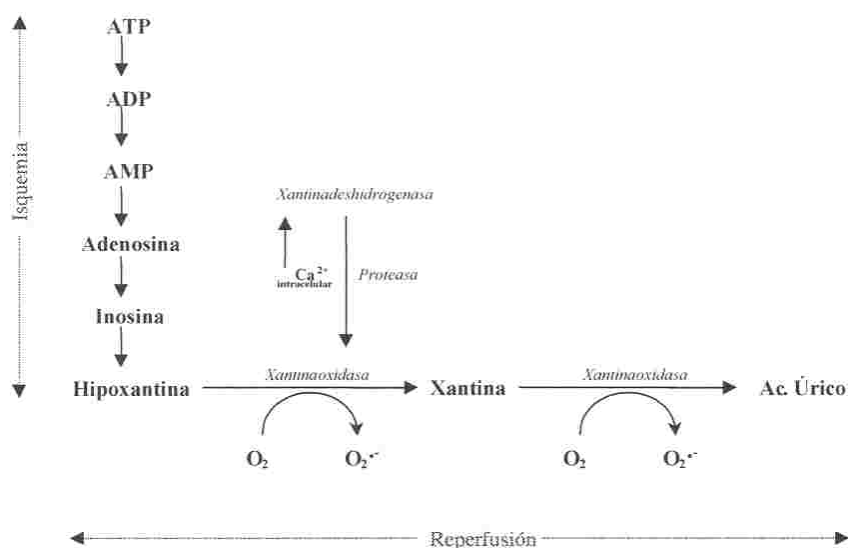 ATP
ADP
AMP
Adenosina
Inosina
Hipoxantina
Isquemia
Xantinadeshidrogenasa
Ca²⁺
intracelular
Proteasa
Xantinaoxidasa
Xantina
Xantinaoxidasa
Ac. Úrico
O₂
O₂•-
O₂
O₂•-
Reperfusión